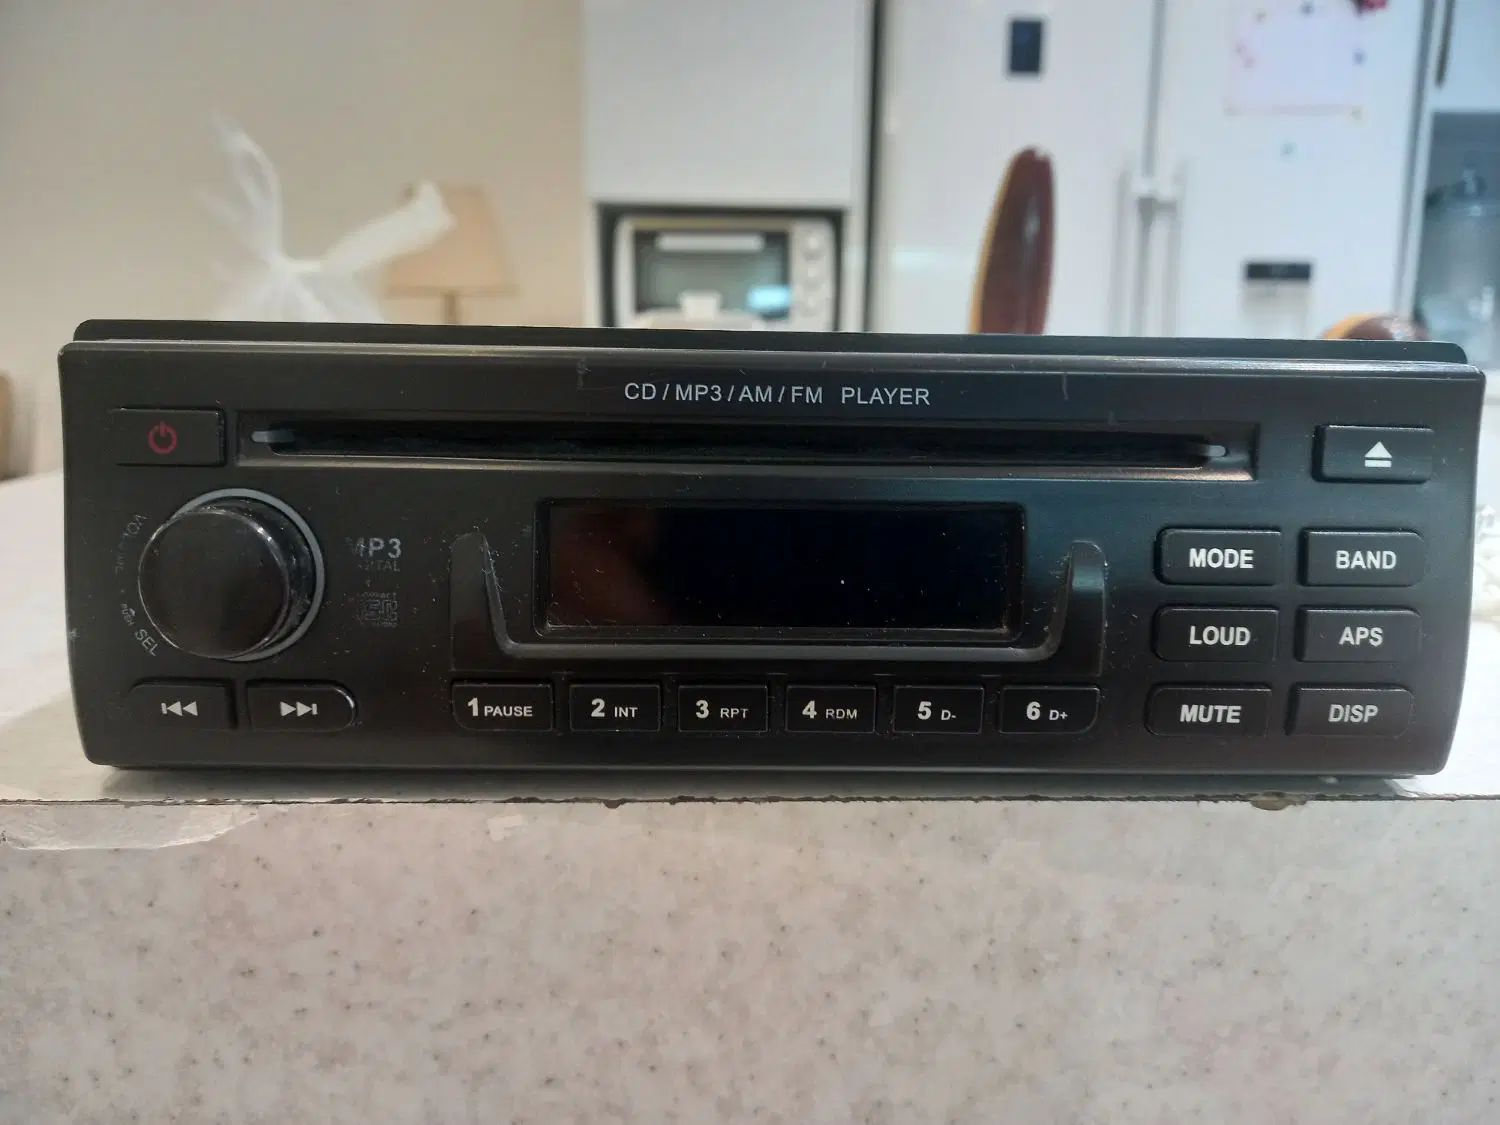 CD / MP3 / AM / FM PLAYER
MP3
SEL
MODE
BAND
LOUD
APS
1 PAUSE
2 INT
3 RPT
4 RDM
5 D-
6 D+
MUTE
DISP